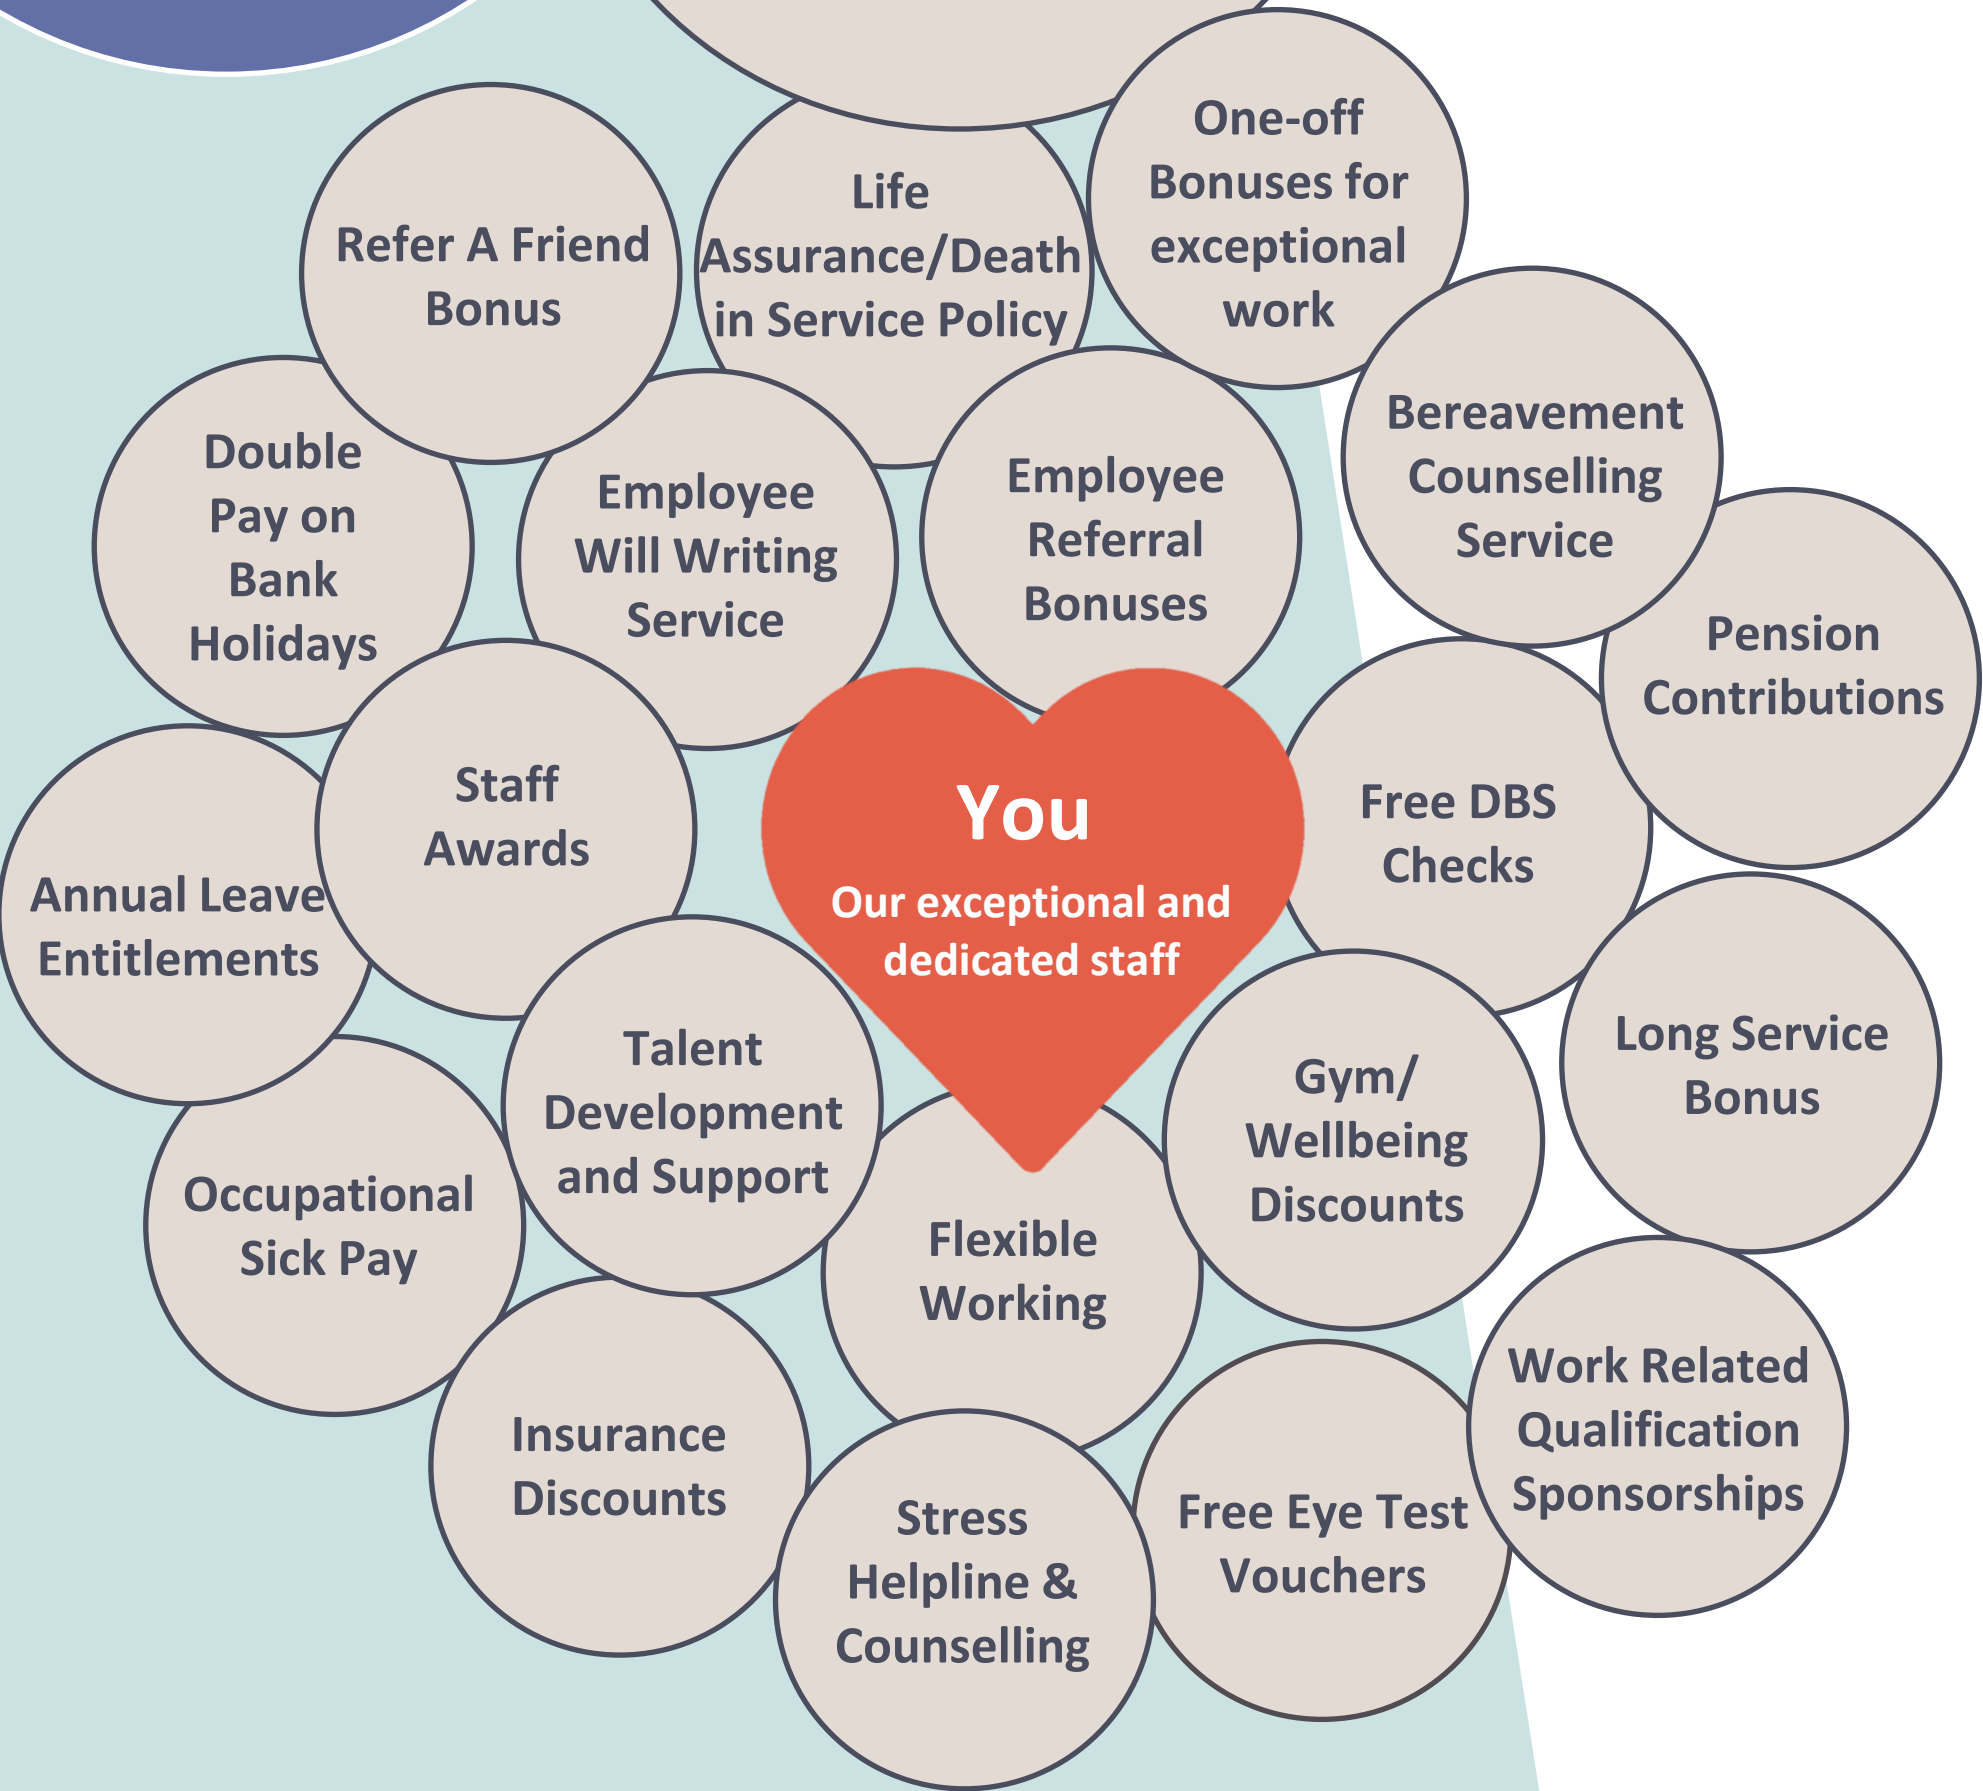 One-off
Bonuses for
exceptional
work
Life
Assurance/Death
in Service Policy
Refer A Friend
Bonus
Bereavement
Counselling
Service
Double
Pay on
Bank
Holidays
Employee
Will Writing
Service
Employee
Referral
Bonuses
Pension
Contributions
Staff
Awards
You
Our exceptional and
dedicated staff
Free DBS
Checks
Annual Leave
Entitlements
Talent
Development
and Support
Gym/
Wellbeing
Discounts
Long Service
Bonus
Occupational
Sick Pay
Flexible
Working
Work Related
Qualification
Sponsorships
Insurance
Discounts
Stress
Helpline &
Counselling
Free Eye Test
Vouchers